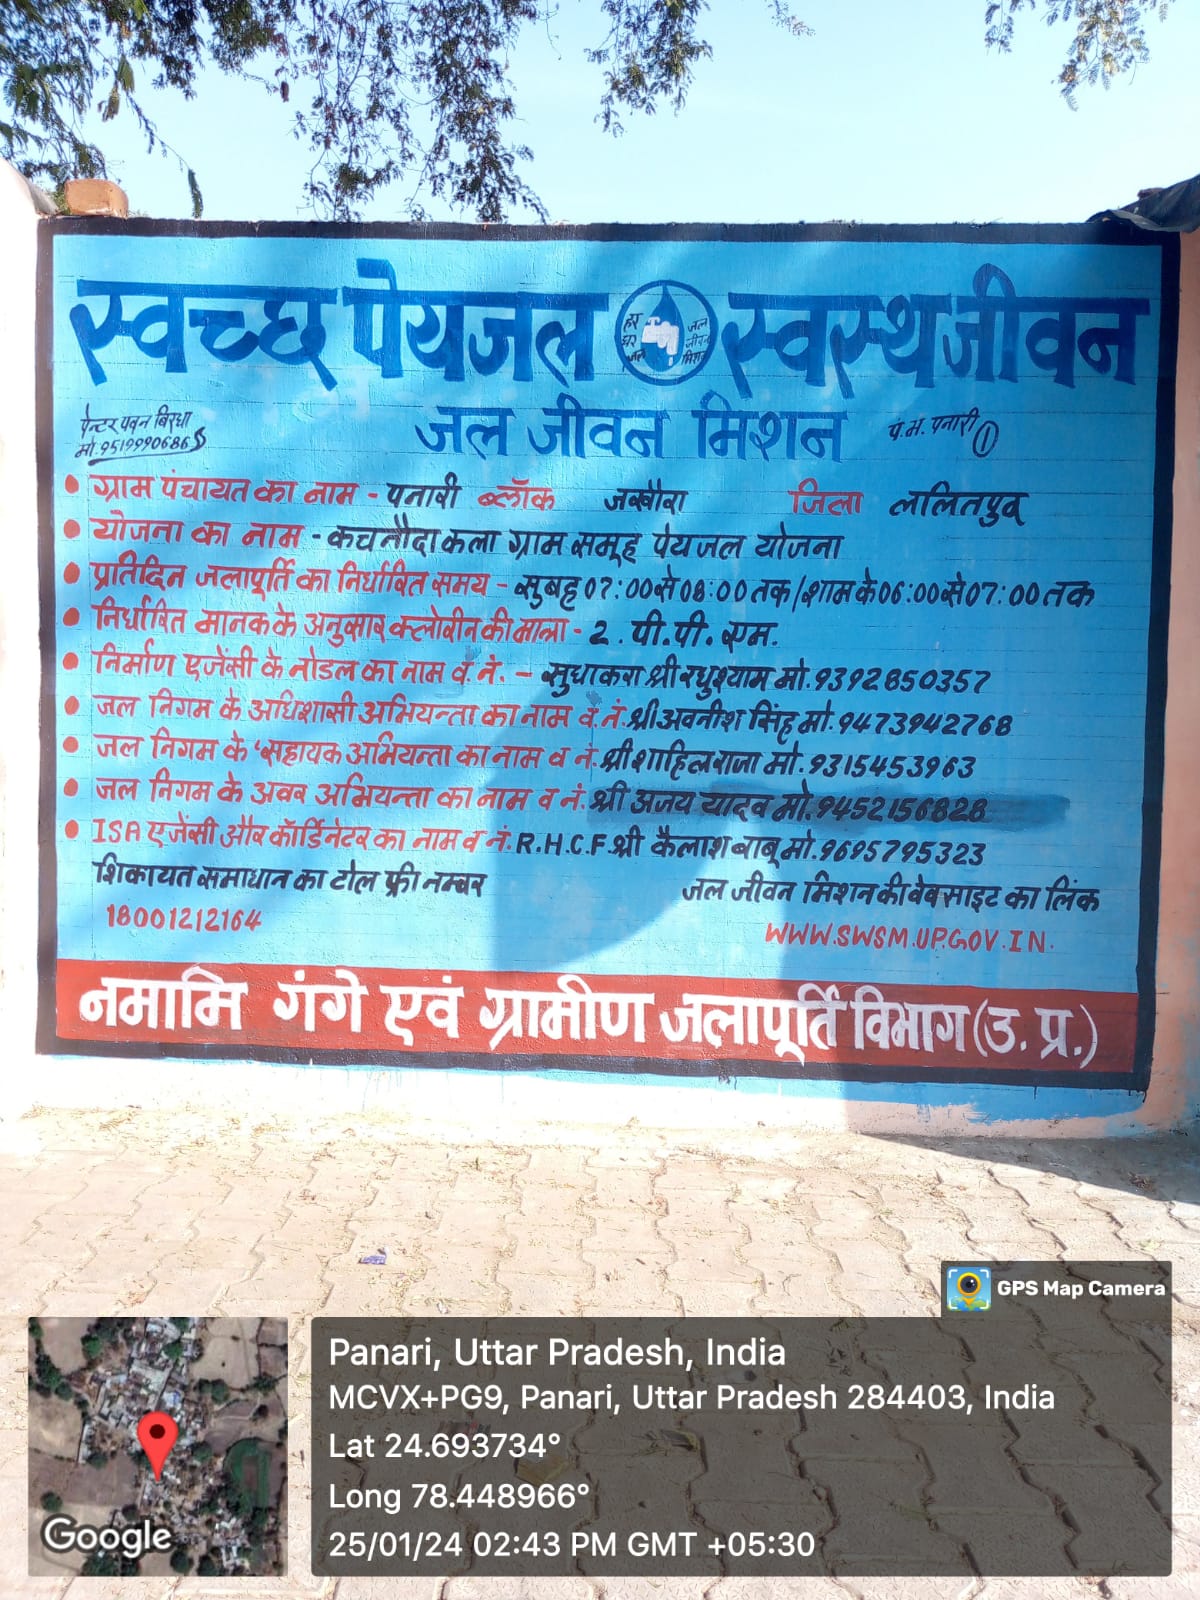 स्वच्छ पेयजल स्वस्थ जीवन
हर घर जल
जल जीवन मिशन
पेन्टर पवन बिरधा
मो.9519990686
जल जीवन मिशन
पं.भ. पनारी 1
ग्राम पंचायत का नाम - पनारी ब्लॉक जखौरा जिला ललितपुर
योजना का नाम - कचनौदा कला ग्राम समूह पेयजल योजना
प्रतिदिन जलापूर्ति का निर्धारित समय - सुबह 07:00 से 08:00 तक / शाम के 06:00 से 07:00 तक
निर्धारित मानक के अनुसार क्लोरीन की मात्रा - 2. पी.पी. एम.
निर्माण एजेंसी के नोडल का नाम व. नं. - सुधाकरा श्री रघुश्याम मो.9392850357
जल निगम के अधिशासी अभियन्ता का नाम व. नं. श्री अवनीश सिंह मो. 9473942768
जल निगम के 'सहायक अभियन्ता का नाम व नं. श्री शाहिल राजा मो. 9315453963
जल निगम के अवर अभियन्ता का नाम व नं. श्री अजय यादव मो.9452156828
ISA एजेंसी और कॉर्डिनेटर का नाम व नं. R.H.C.F. श्री कैलाश बाबू मो.9695795323
शिकायत समाधान का टोल फ्री नम्बर
18001212164
जल जीवन मिशन की वेबसाइट का लिंक
WWW.SWSM.UP.GOV.IN.
नमामि गंगे एवं ग्रामीण जलापूर्ति विभाग (उ. प्र.)
GPS Map Camera
Panari, Uttar Pradesh, India
MCVX+PG9, Panari, Uttar Pradesh 284403, India
Lat 24.693734°
Long 78.448966°
25/01/24 02:43 PM GMT +05:30
Google